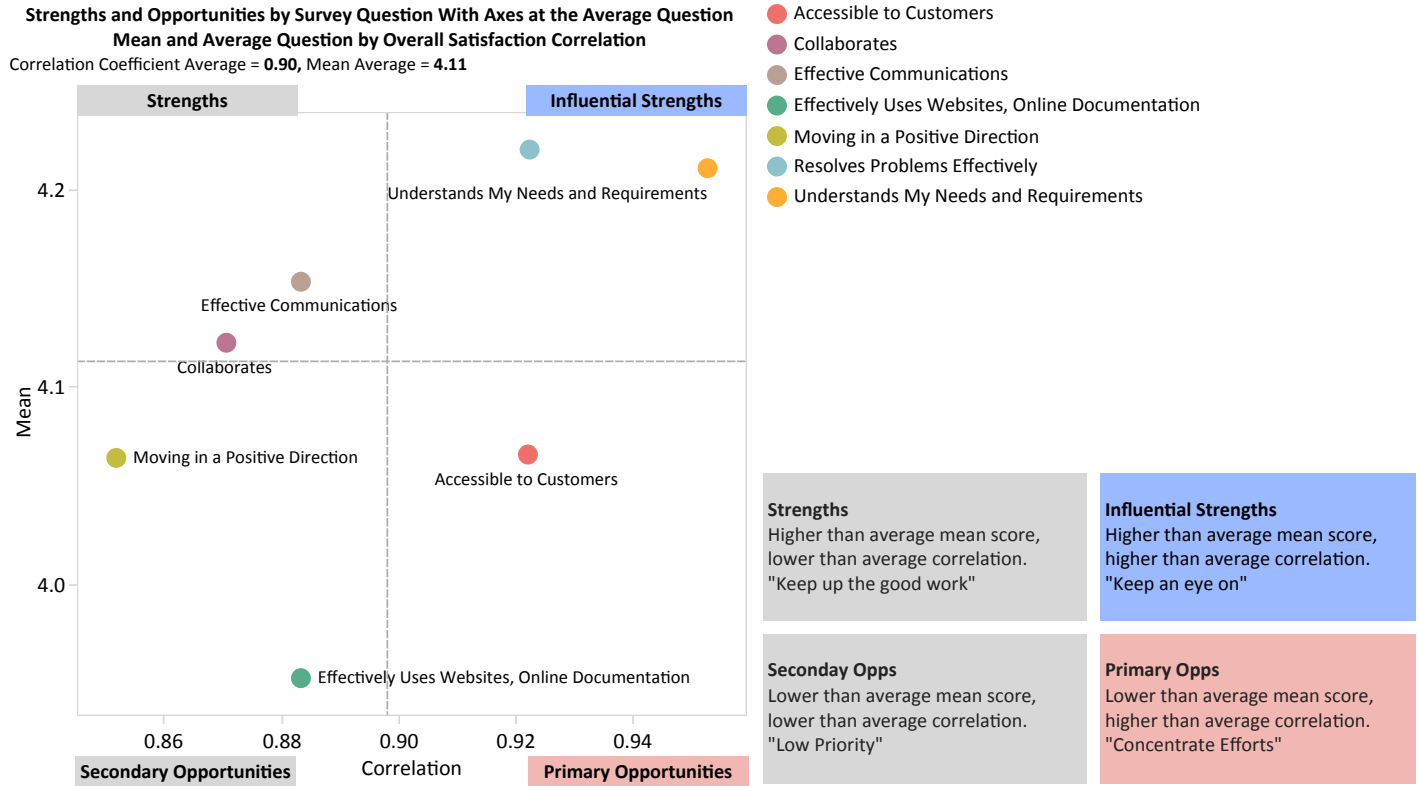 Strengths and Opportunities by Survey Question With Axes at the Average Question
Mean and Average Question by Overall Satisfaction Correlation
Correlation Coefficient Average = 0.90, Mean Average = 4.11
Strengths
Influential Strengths
4.2
4.1
4.0
Mean
Understands My Needs and Requirements
Effective Communications
Collaborates
Moving in a Positive Direction
Accessible to Customers
Effectively Uses Websites, Online Documentation
0.86
0.88
0.90
0.92
0.94
Secondary Opportunities
Correlation
Primary Opportunities
Accessible to Customers
Collaborates
Effective Communications
Effectively Uses Websites, Online Documentation
Moving in a Positive Direction
Resolves Problems Effectively
Understands My Needs and Requirements
Strengths
Higher than average mean score,
lower than average correlation.
"Keep up the good work"
Influential Strengths
Higher than average mean score,
higher than average correlation.
"Keep an eye on"
Seconday Opps
Lower than average mean score,
lower than average correlation.
"Low Priority"
Primary Opps
Lower than average mean score,
higher than average correlation.
"Concentrate Efforts"